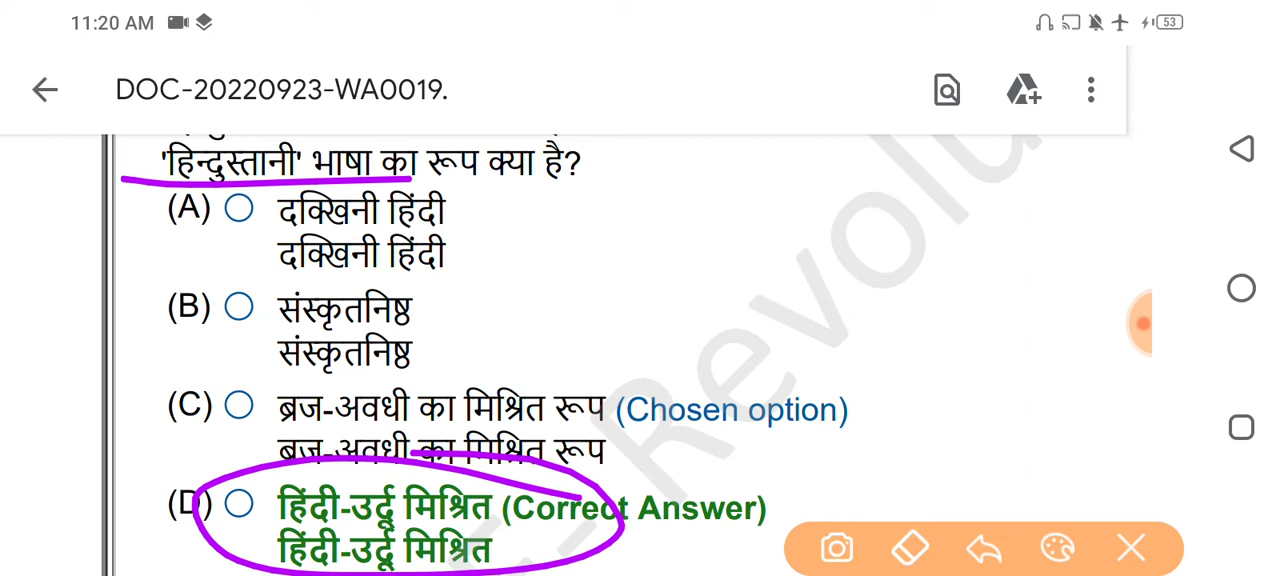 11:20 AM
53
DOC-20220923-WA0019.
'हिन्दुस्तानी' भाषा का रूप क्या है?
(A) दक्खिनी हिंदी
दक्खिनी हिंदी
(B) संस्कृतनिष्ठ
संस्कृतनिष्ठ
(C) ब्रज-अवधी का मिश्रित रूप (Chosen option)
ब्रज-अवधी का मिश्रित रूप
(D) हिंदी-उर्दू मिश्रित (Correct Answer)
हिंदी-उर्दू मिश्रित